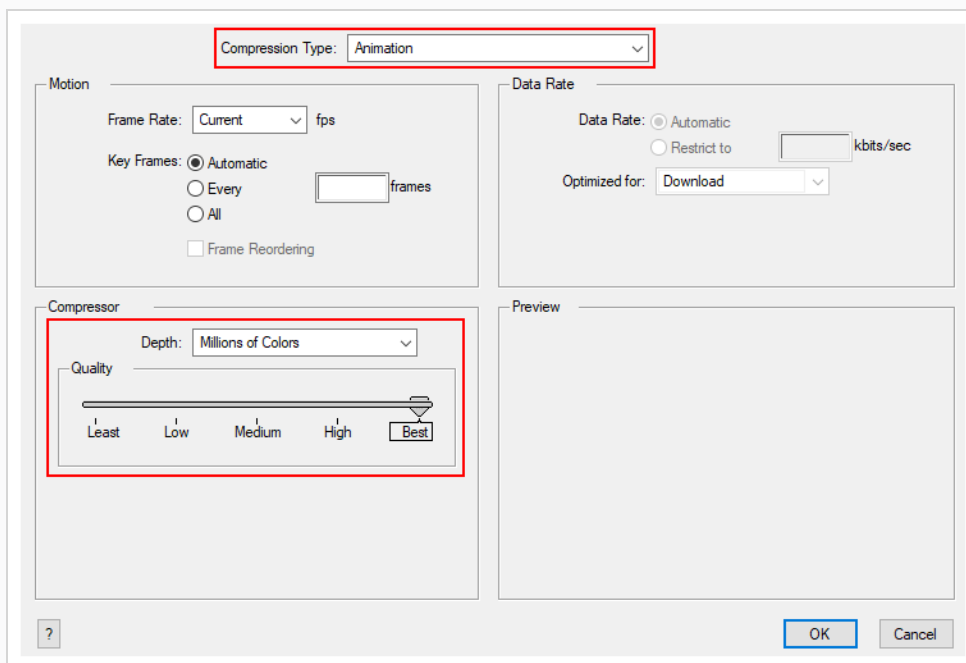 Compression Type: Animation
Motion
Frame Rate: Current fps
Key Frames: Automatic
Every frames
All
Frame Reordering
Data Rate
Data Rate: Automatic
Restrict to kbits/sec
Optimized for: Download
Compressor
Depth: Millions of Colors
Quality
Least Low Medium High Best
Preview
? OK Cancel